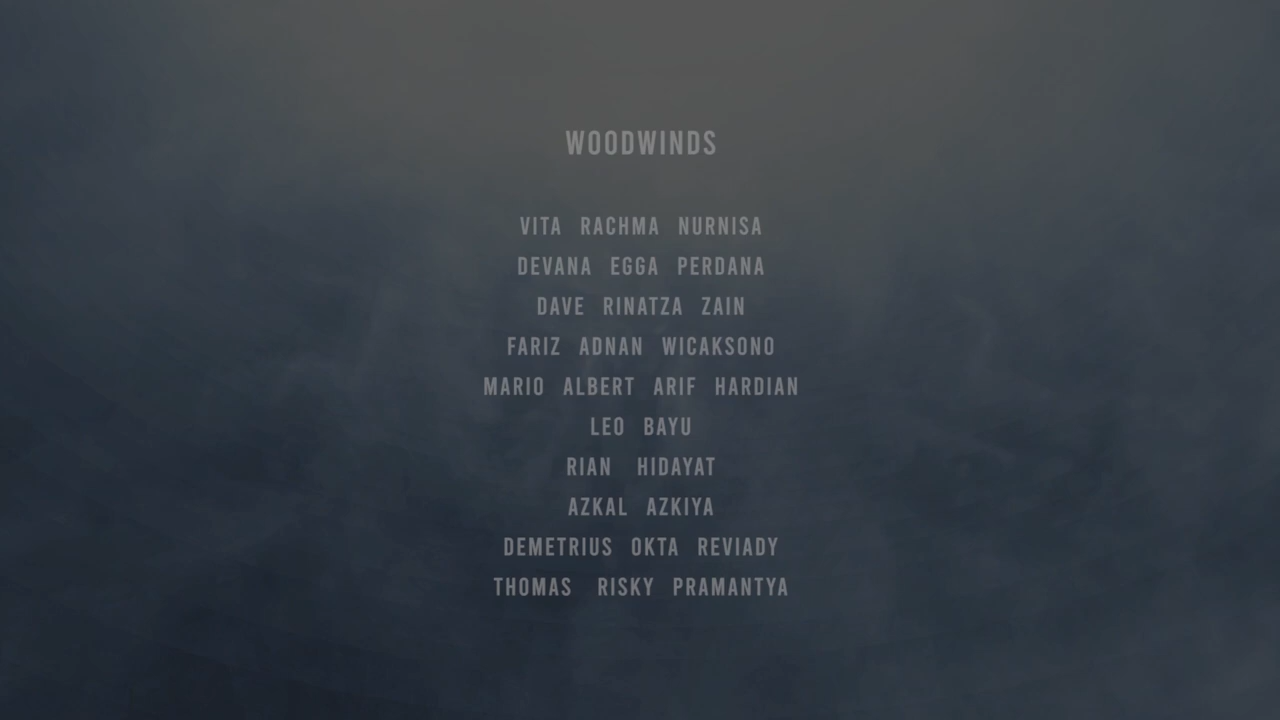 WOODWINDS
VITA RACHMA NURNISA
DEVANA EGGA PERDANA
DAVE RINATZA ZAIN
FARIZ ADNAN WICAKSONO
MARIO ALBERT ARIF HARDIAN
LEO BAYU
RIAN HIDAYAT
AZKAL AZKIYA
DEMETRIUS OKTA REVIADY
THOMAS RISKY PRAMANTYA